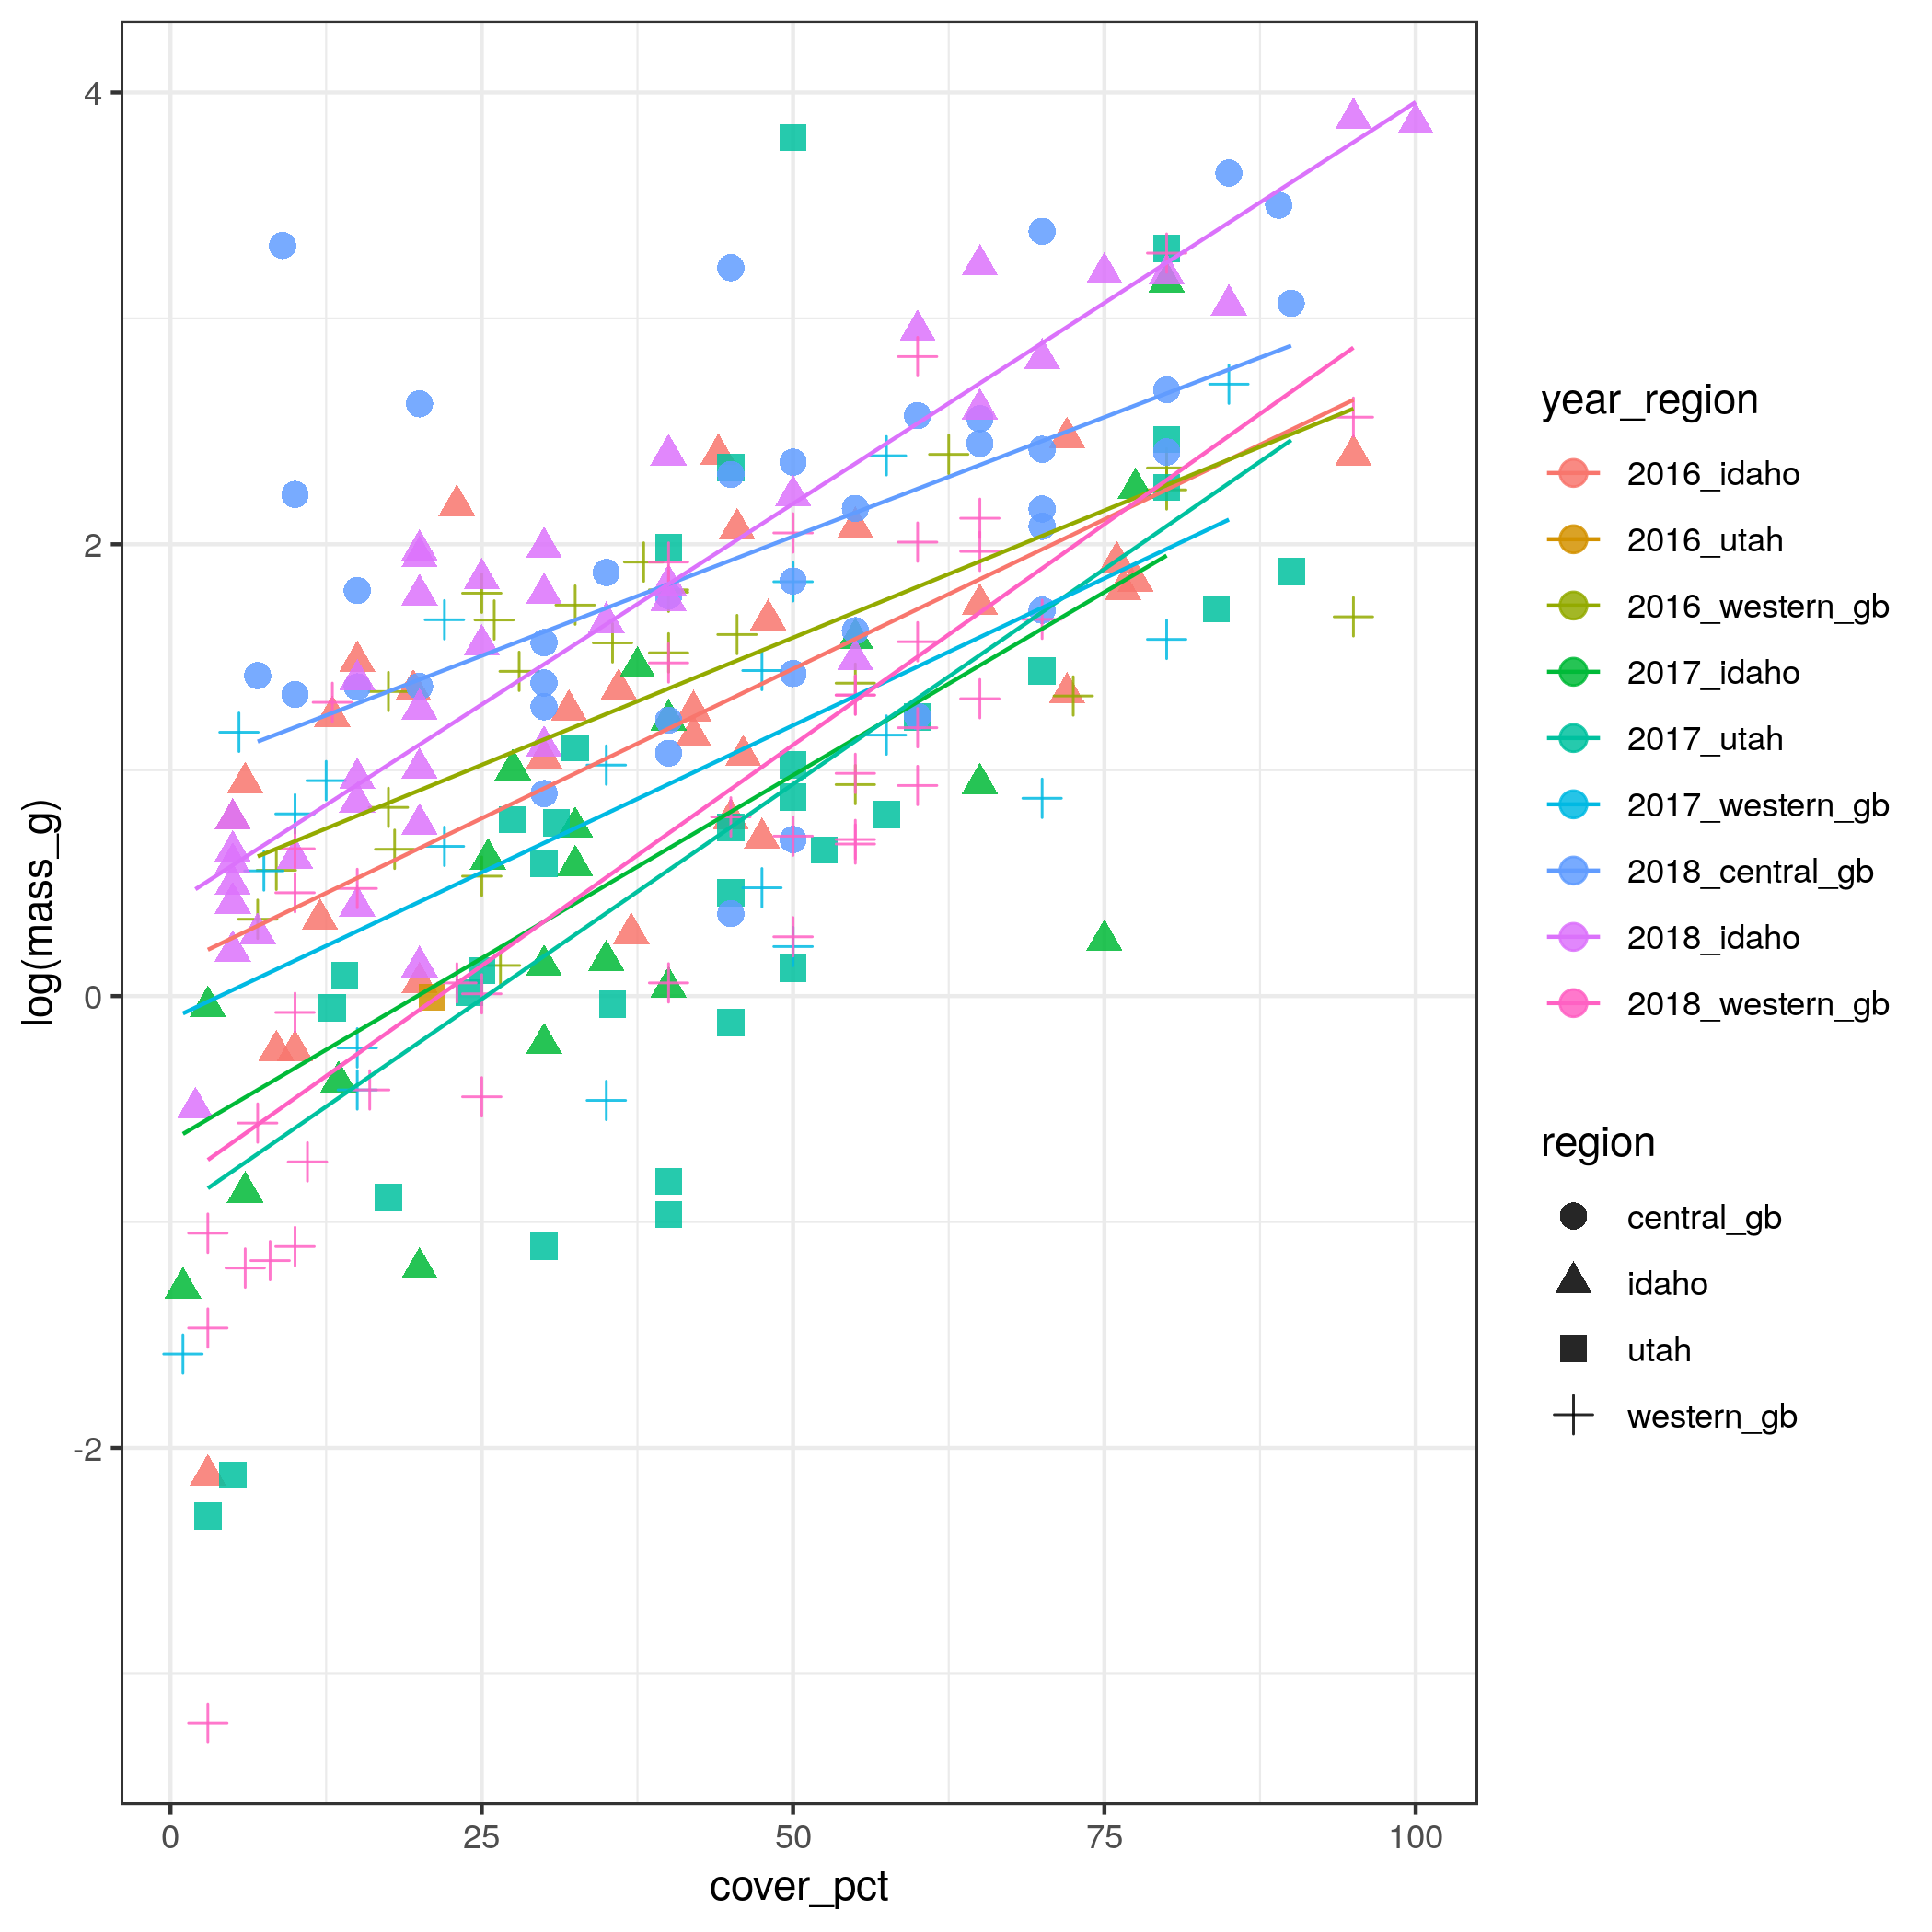 4
2
0
-2
log(mass_g)
0 25 50 75 100
cover_pct
year_region
2016_idaho
2016_utah
2016_western_gb
2017_idaho
2017_utah
2017_western_gb
2018_central_gb
2018_idaho
2018_western_gb
region
central_gb
idaho
utah
western_gb